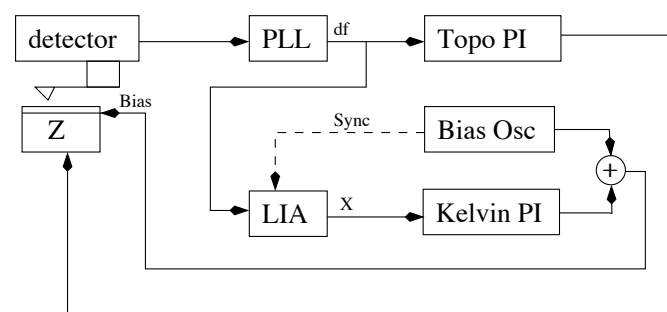 detector
PLL
df
Topo PI
Bias
Z
Sync
Bias Osc
+
LIA
X
Kelvin PI